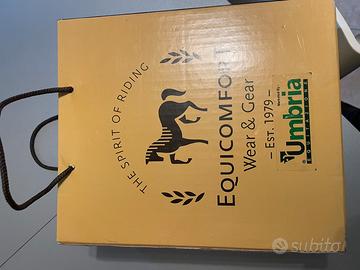 THE SPIRIT OF RIDING
EQUICOMFORT
Wear & Gear
– EST. 1979 –
Umbria
subito